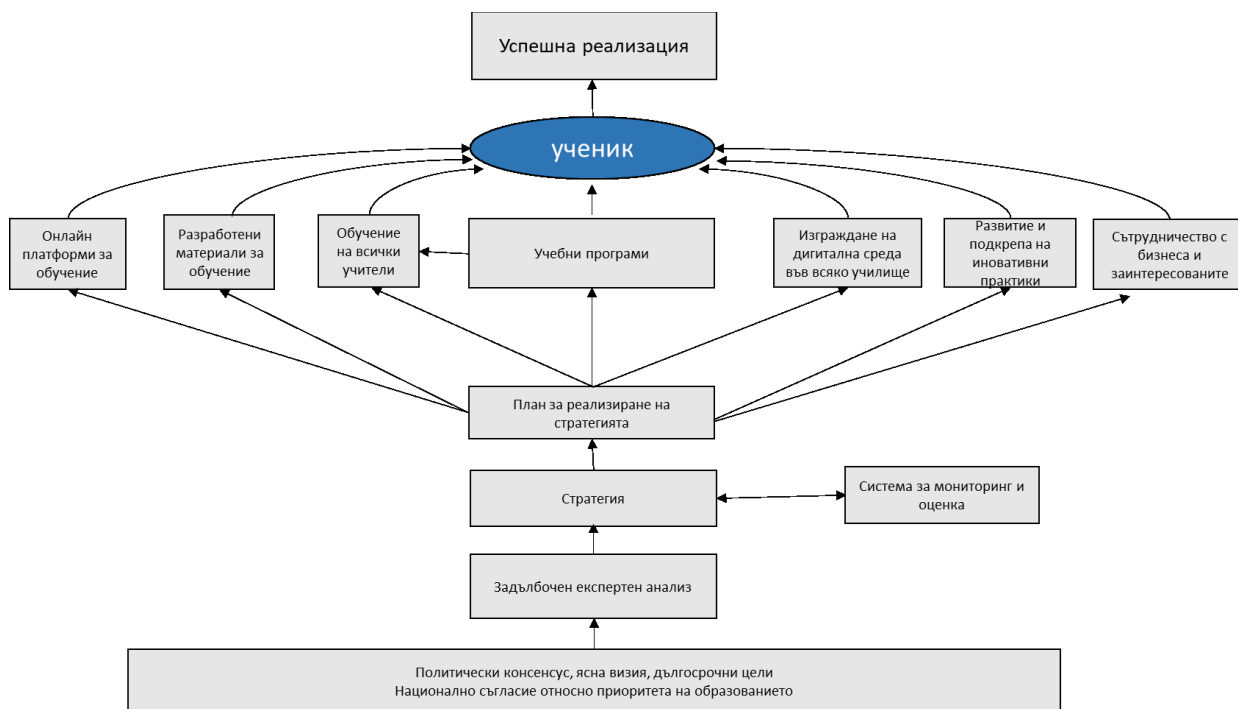 Успешна реализация
ученик
Онлайн
платформи за
обучение
Разработени
материали за
обучение
Обучение
на всички
учители
Учебни програми
Изграждане на
дигитална среда
във всяко училище
Развитие и
подкрепа на
иновативни
практики
Сътрудничество с
бизнеса и
заинтересованите
План за реализиране на
стратегията
Стратегия
Система за мониторинг и
оценка
Задълбочен експертен анализ
Политически консенсус, ясна визия, дългосрочни цели
Национално съгласие относно приоритета на образованието